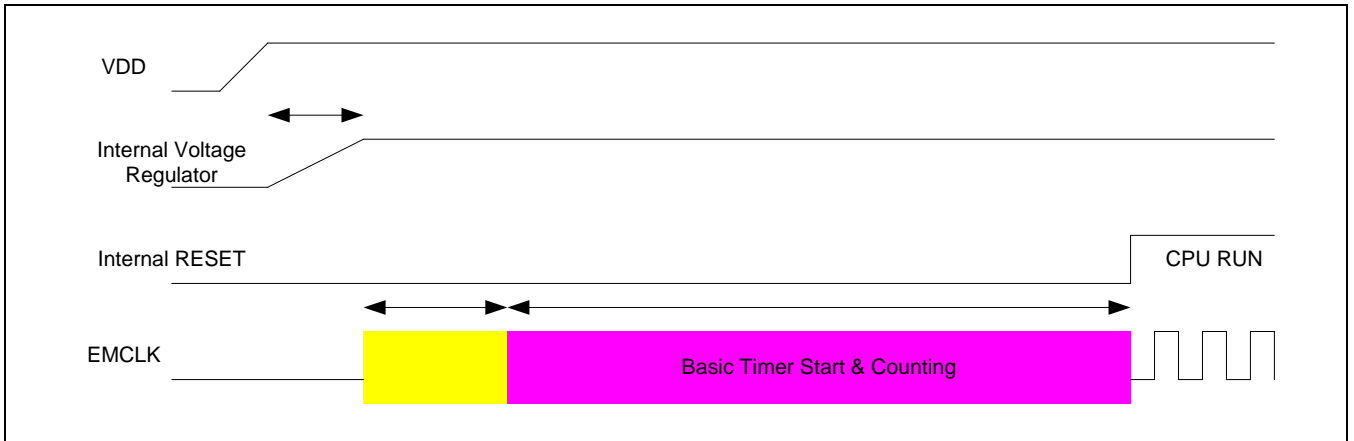 VDD
Internal Voltage
Regulator
Internal RESET
CPU RUN
EMCLK
Basic Timer Start & Counting